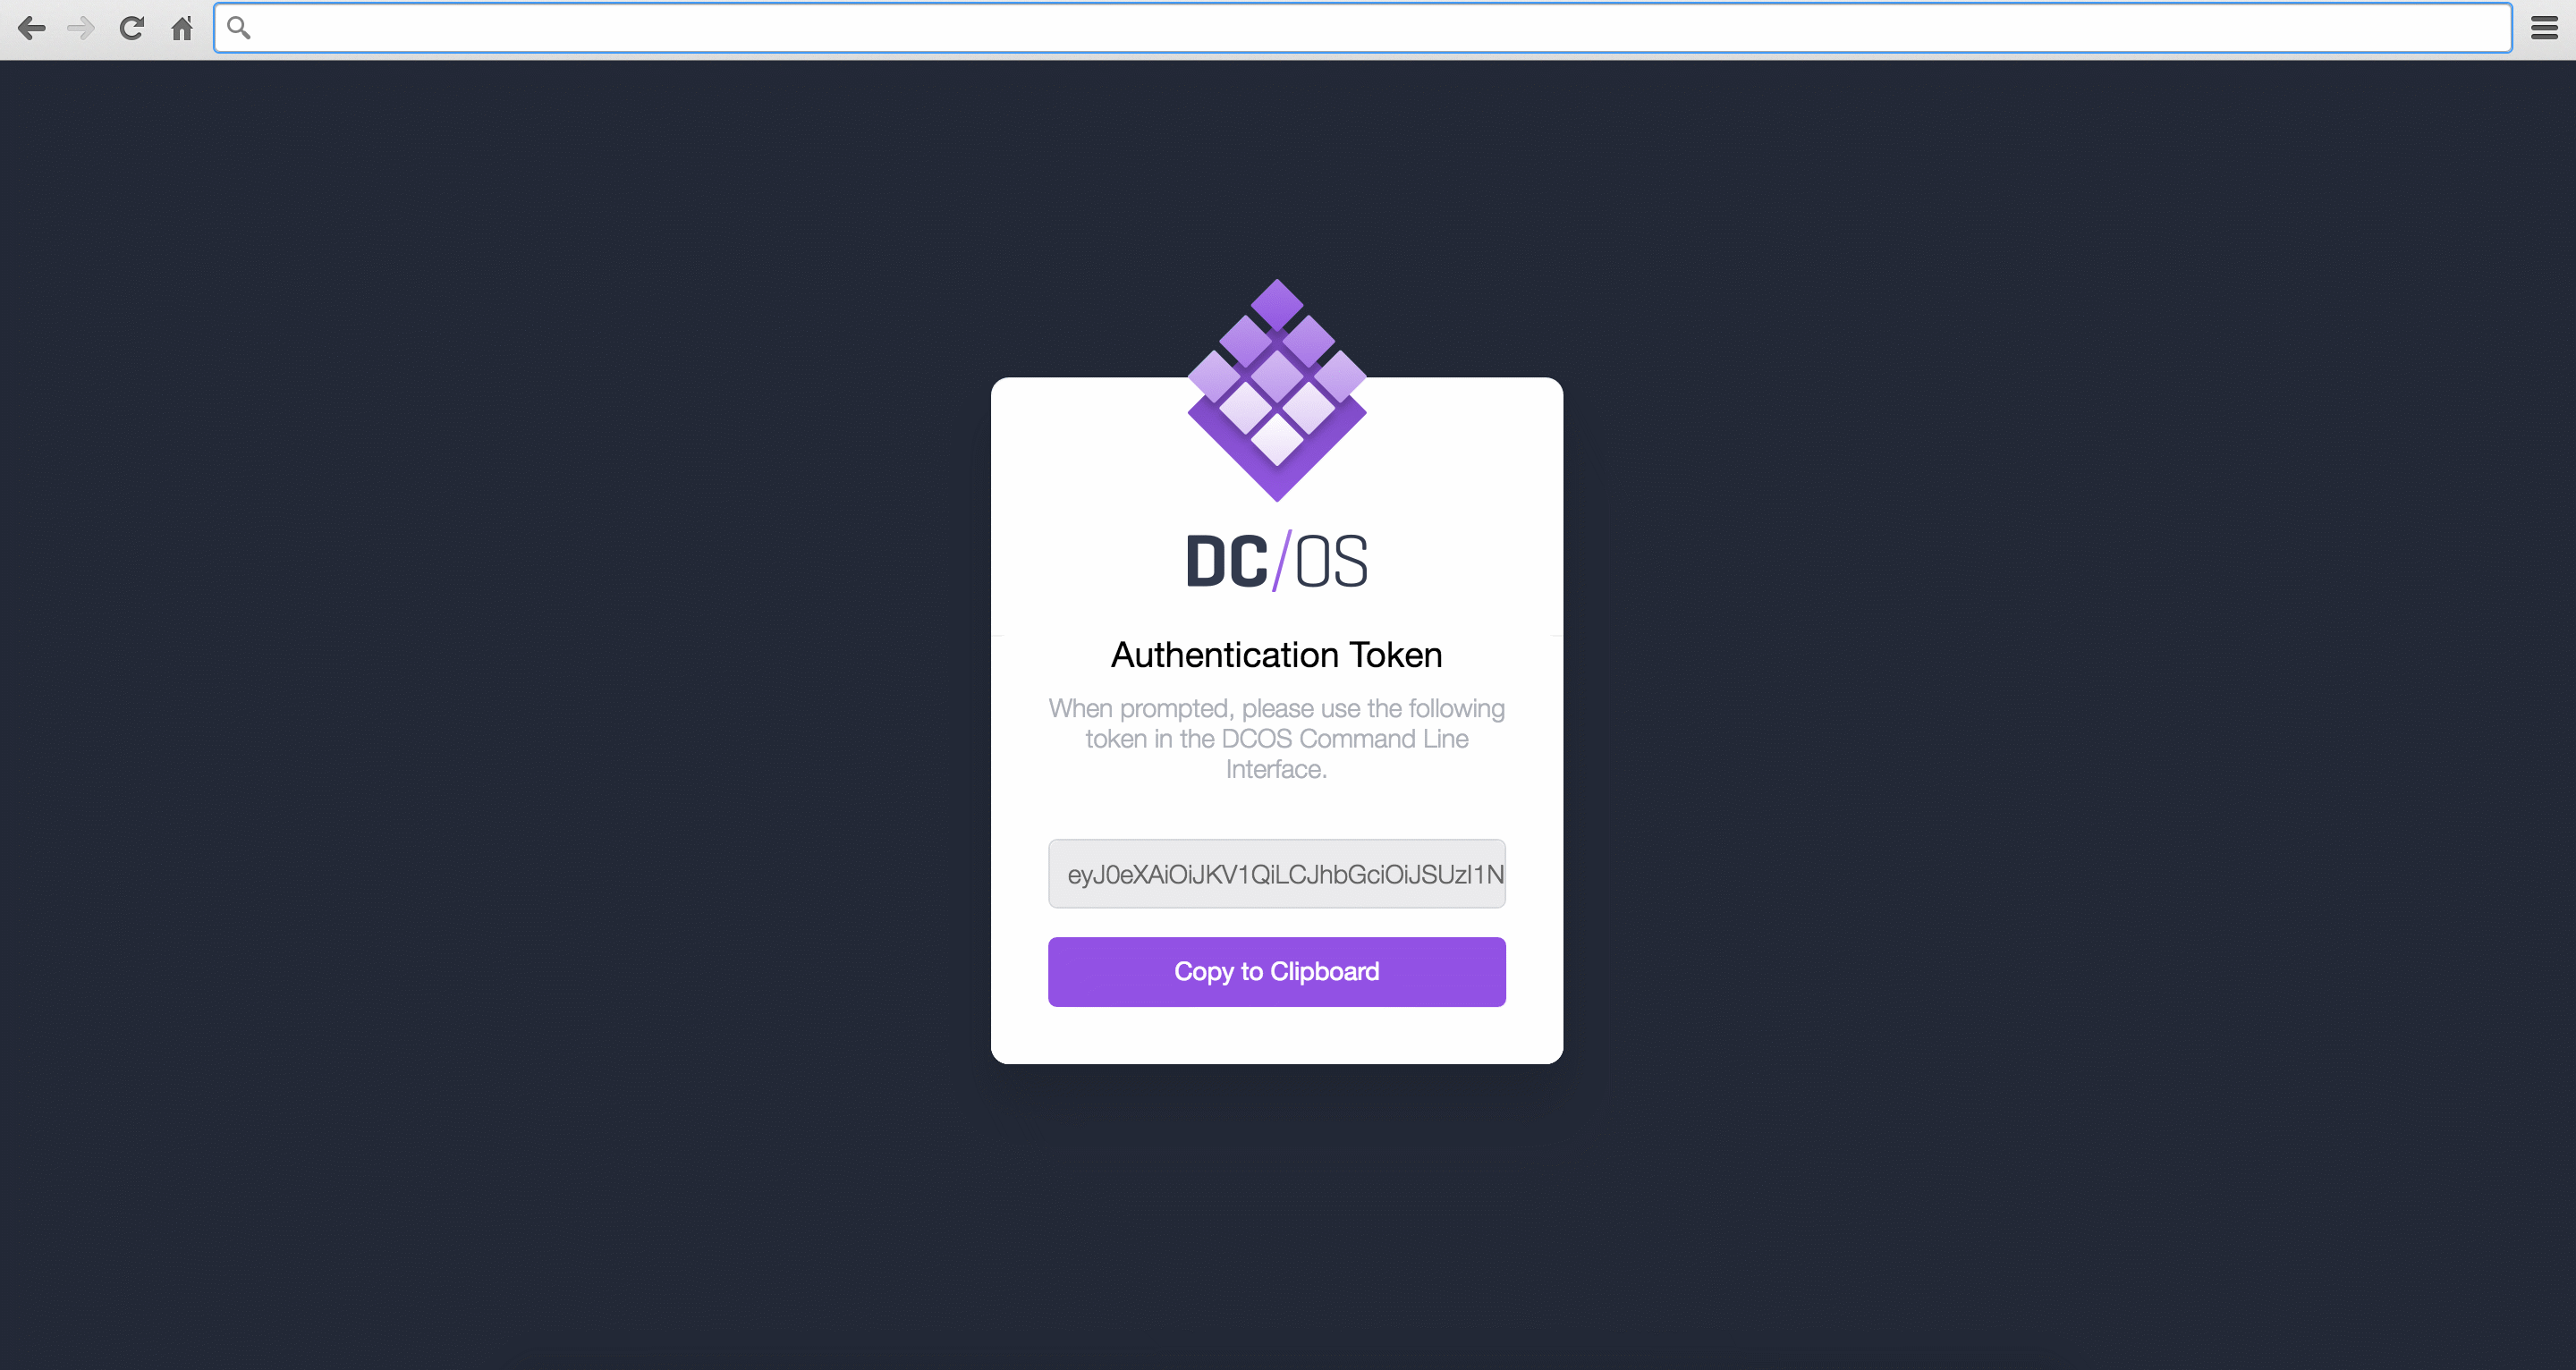 DC/OS
Authentication Token
When prompted, please use the following
token in the DCOS Command Line
Interface.
eyJ0eXAiOiJKV1QiLCJhbGciOiJSUzI1N
Copy to Clipboard